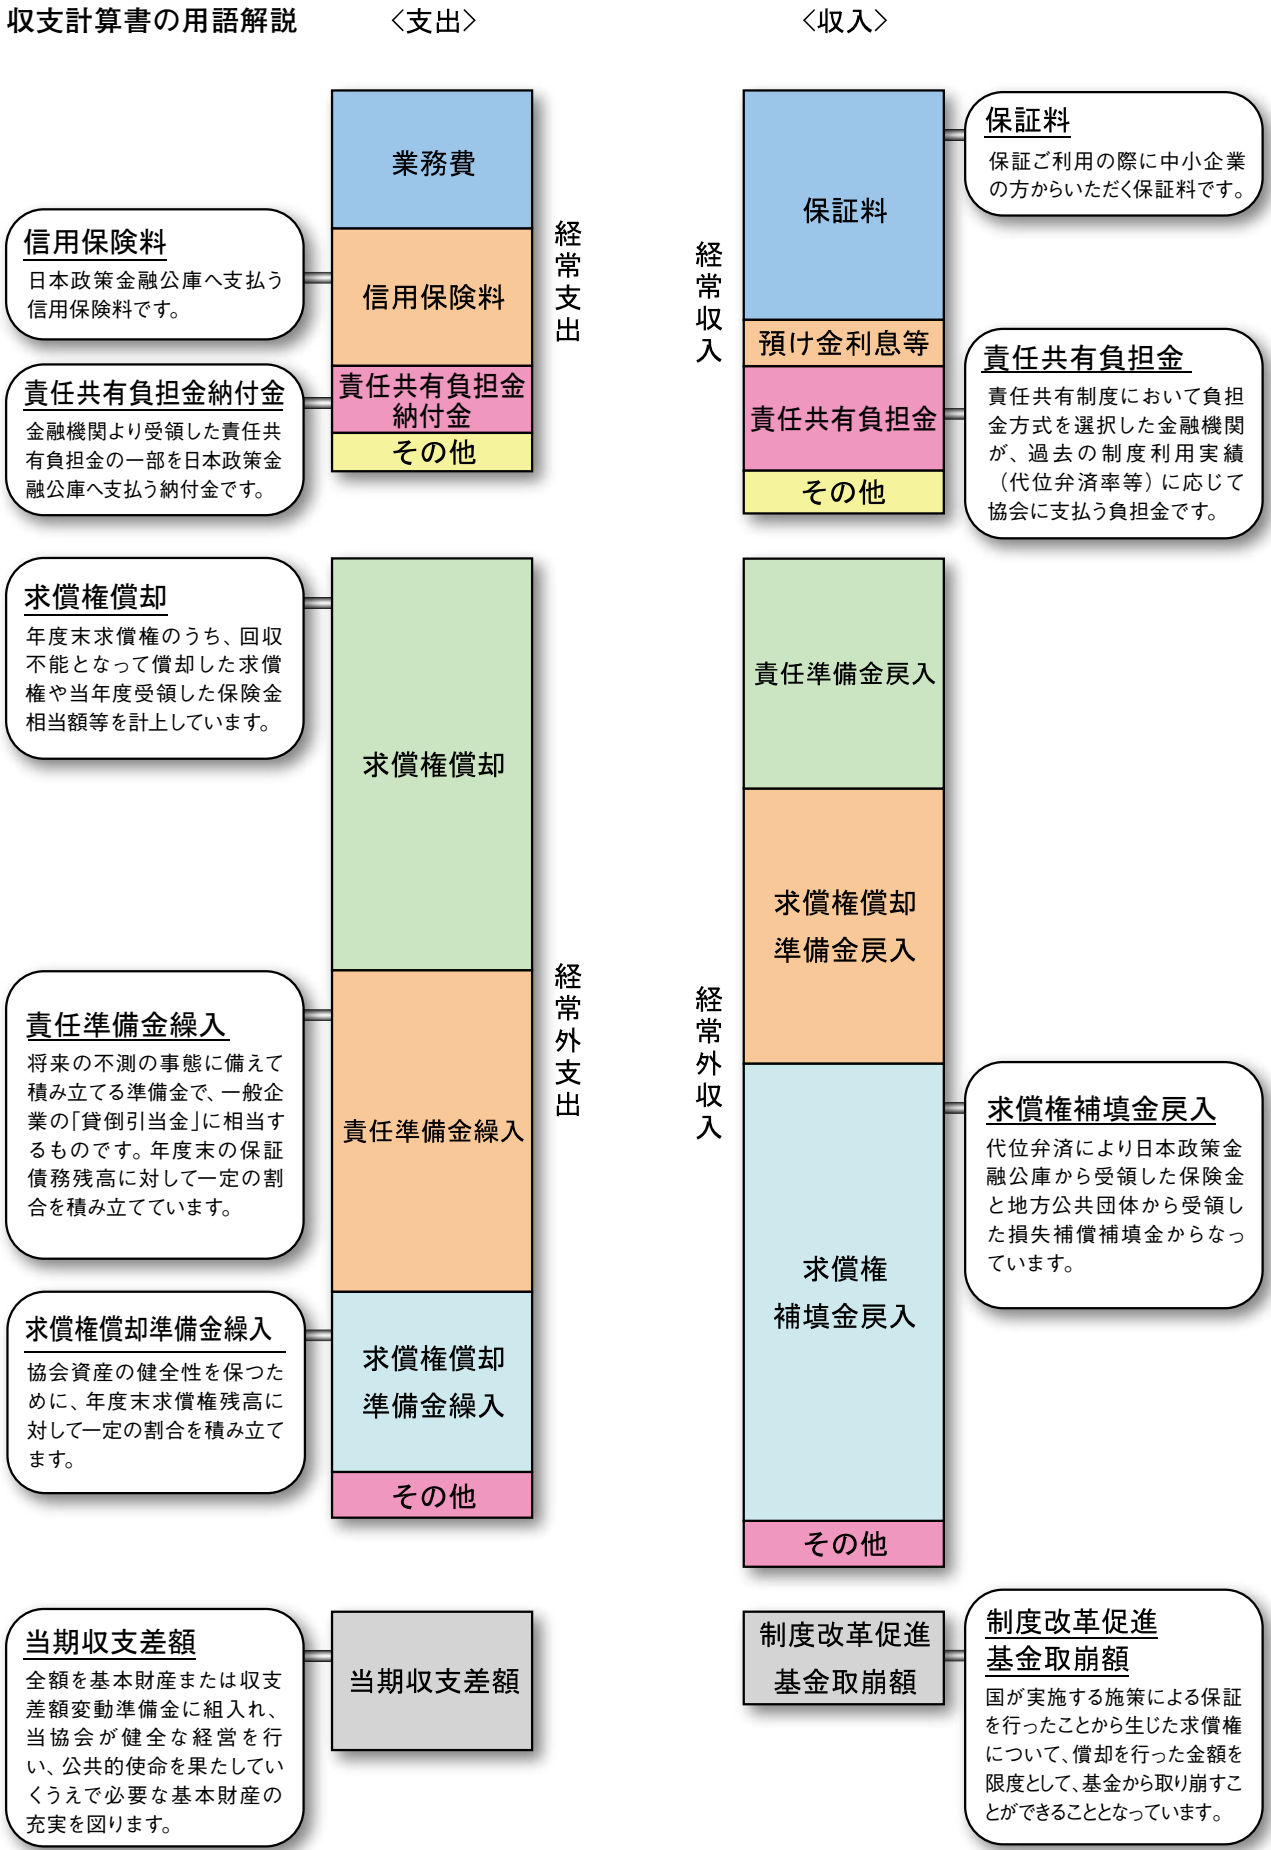 収支計算書の用語解説
〈支出〉
〈収入〉
業務費
信用保険料
責任共有負担金
納付金
その他
経常支出
信用保険料
日本政策金融公庫へ支払う
信用保険料です。
責任共有負担金納付金
金融機関より受領した責任共
有負担金の一部を日本政策金
融公庫へ支払う納付金です。
経常収入
保証料
預け金利息等
責任共有負担金
その他
保証料
保証ご利用の際に中小企業
の方からいただく保証料です。
責任共有負担金
責任共有制度において負担
金方式を選択した金融機関
が、過去の制度利用実績
（代位弁済率等）に応じて
協会に支払う負担金です。
求償権償却
年度末求償権のうち、回収
不能となって償却した求償
権や当年度受領した保険金
相当額等を計上しています。
責任準備金繰入
将来の不測の事態に備えて
積み立てる準備金で、一般企
業の「貸倒引当金」に相当す
るものです。年度末の保証
債務残高に対して一定の割
合を積み立てています。
求償権償却準備金繰入
協会資産の健全性を保つた
めに、年度末求償権残高に
対して一定の割合を積み立て
ます。
求償権償却
責任準備金繰入
求償権償却
準備金繰入
その他
経常外支出
経常外収入
責任準備金戻入
求償権償却
準備金戻入
求償権
補填金戻入
その他
求償権補填金戻入
代位弁済により日本政策金
融公庫から受領した保険金
と地方公共団体から受領し
た損失補償補填金からなっ
ています。
当期収支差額
全額を基本財産または収支
差額変動準備金に組入れ、
当協会が健全な経営を行
い、公共的使命を果たしてい
くうえで必要な基本財産の
充実を図ります。
当期収支差額
制度改革促進
基金取崩額
制度改革促進
基金取崩額
国が実施する施策による保証
を行ったことから生じた求償権
について、償却を行った金額を
限度として、基金から取り崩すこ
とができることとなっています。